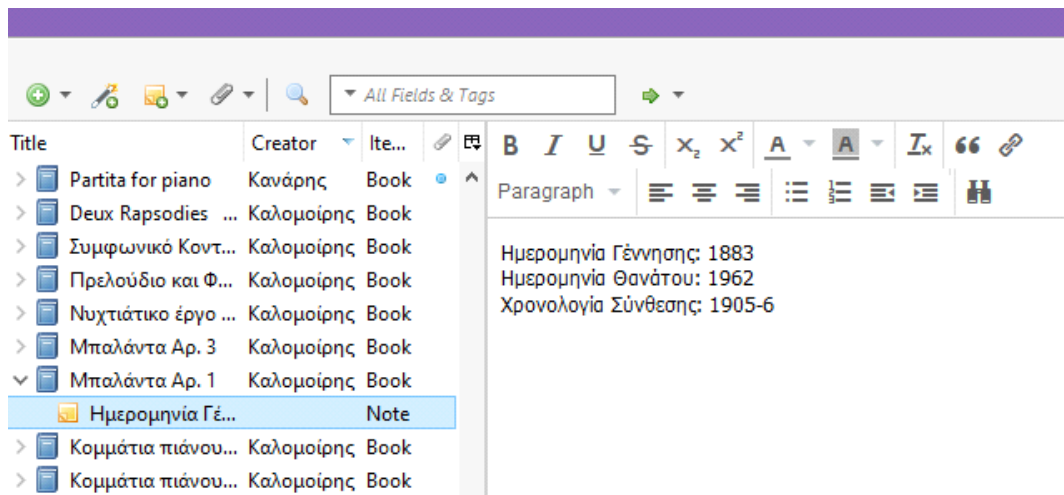 All Fields & Tags
Title Creator Ite...
Partita for piano Κανάρης Book
Deux Rapsodies ... Καλομοίρης Book
Συμφωνικό Κοντ... Καλομοίρης Book
Πρελούδιο και Φ... Καλομοίρης Book
Νυχτιάτικο έργο ... Καλομοίρης Book
Μπαλάντα Αρ. 3 Καλομοίρης Book
Μπαλάντα Αρ. 1 Καλομοίρης Book
Ημερομηνία Γέ... Note
Κομμάτια πιάνου... Καλομοίρης Book
Κομμάτια πιάνου... Καλομοίρης Book
B I U S X₂ X² A A Tx
Paragraph
Ημερομηνία Γέννησης: 1883
Ημερομηνία Θανάτου: 1962
Χρονολογία Σύνθεσης: 1905-6